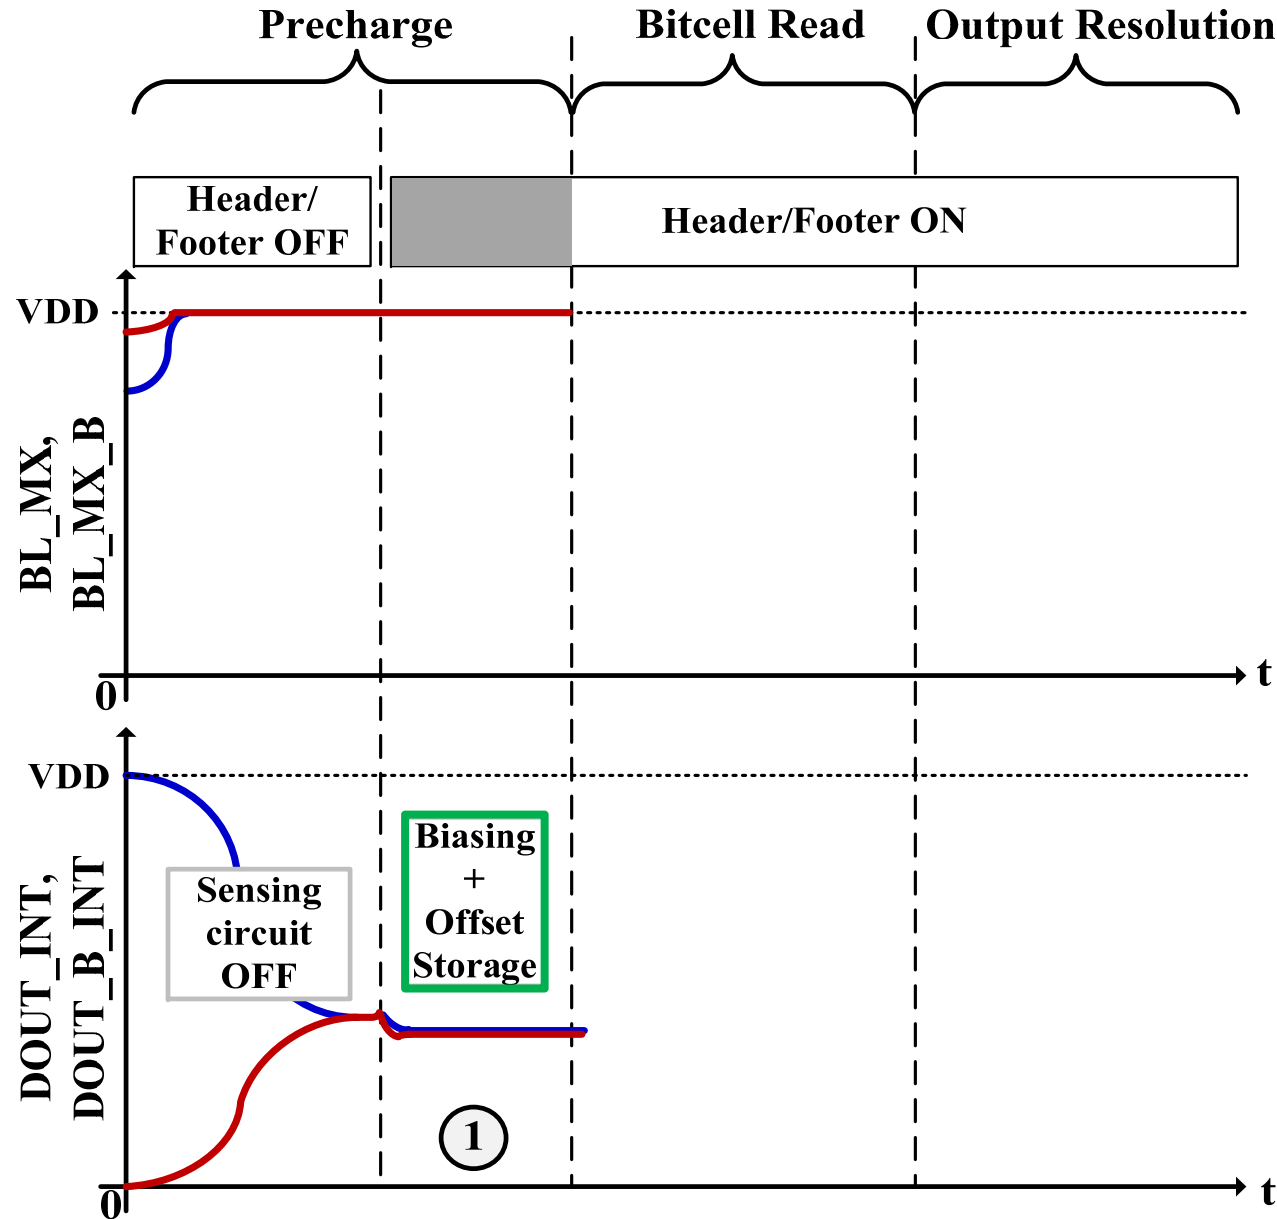 Precharge
Bitcell Read
Output Resolution
Header/
Footer OFF
Header/Footer ON
VDD
BL_MX,
BL_MX_B
0
t
VDD
Sensing
circuit
OFF
Biasing
+
Offset
Storage
DOUT_INT,
DOUT_B_INT
1
0
t